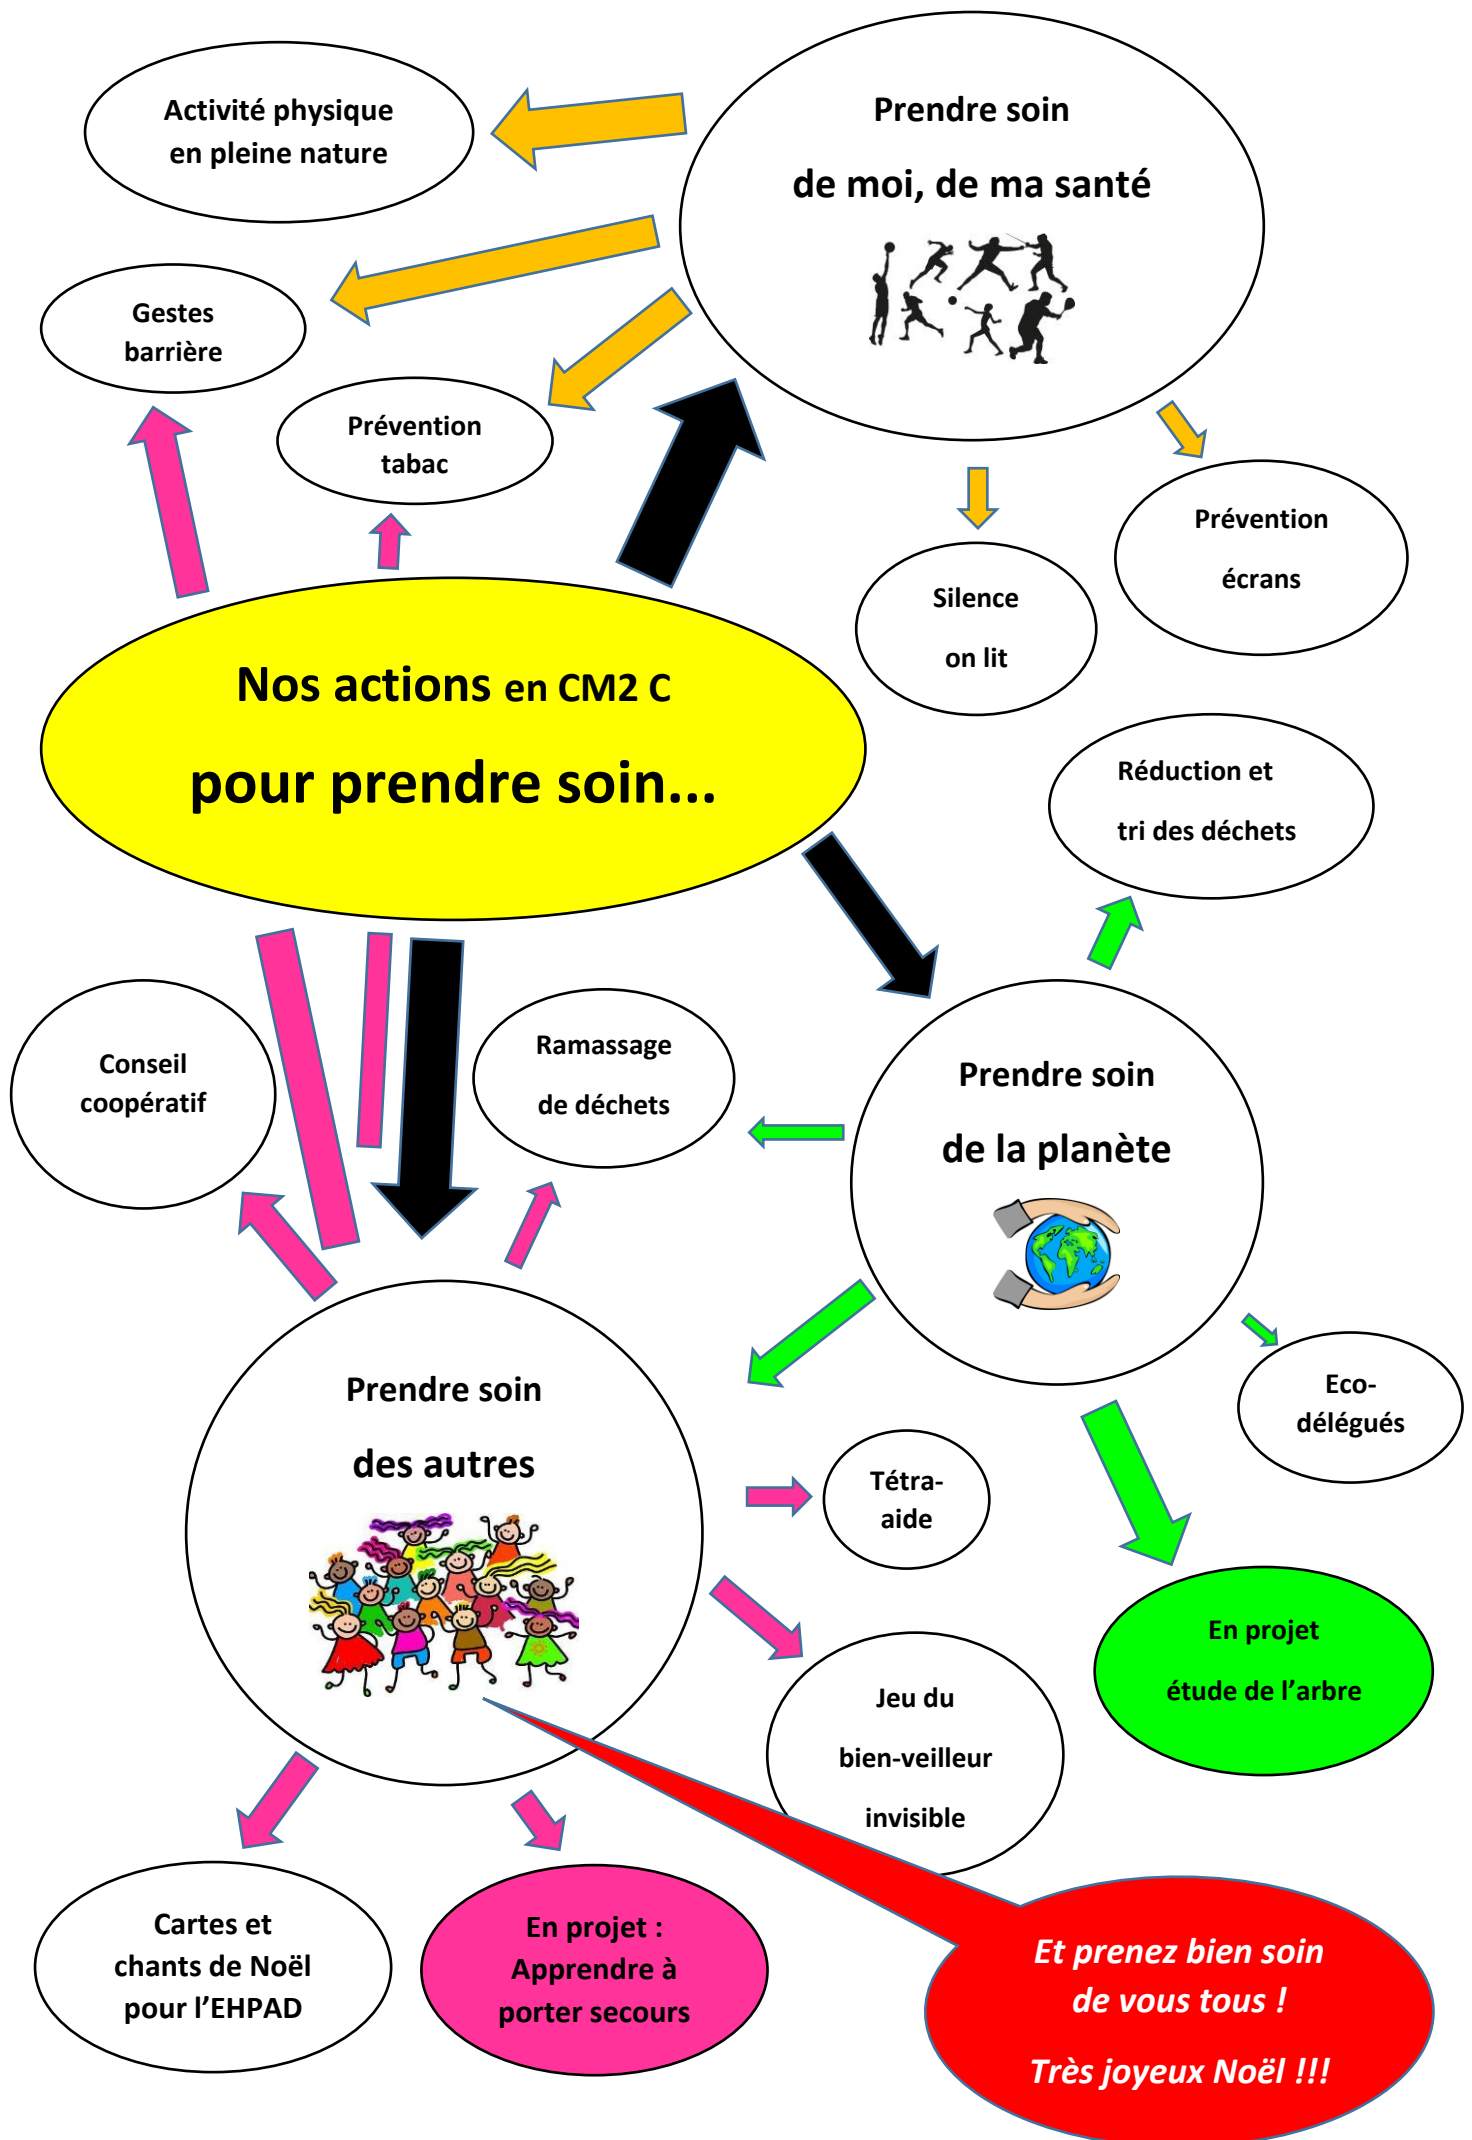 Activité physique
en pleine nature
Prendre soin
de moi, de ma santé
Gestes
barrière
Prévention
tabac
Prévention
écrans
Silence
on lit
Nos actions en CM2 C
pour prendre soin...
Réduction et
tri des déchets
Conseil
coopératif
Ramassage
de déchets
Prendre soin
de la planète
Prendre soin
des autres
Eco-
délégués
Tétra-
aide
En projet
étude de l’arbre
Jeu du
bien-veilleur
invisible
Cartes et
chants de Noël
pour l’EHPAD
En projet :
Apprendre à
porter secours
Et prenez bien soin
de vous tous !
Très joyeux Noël !!!